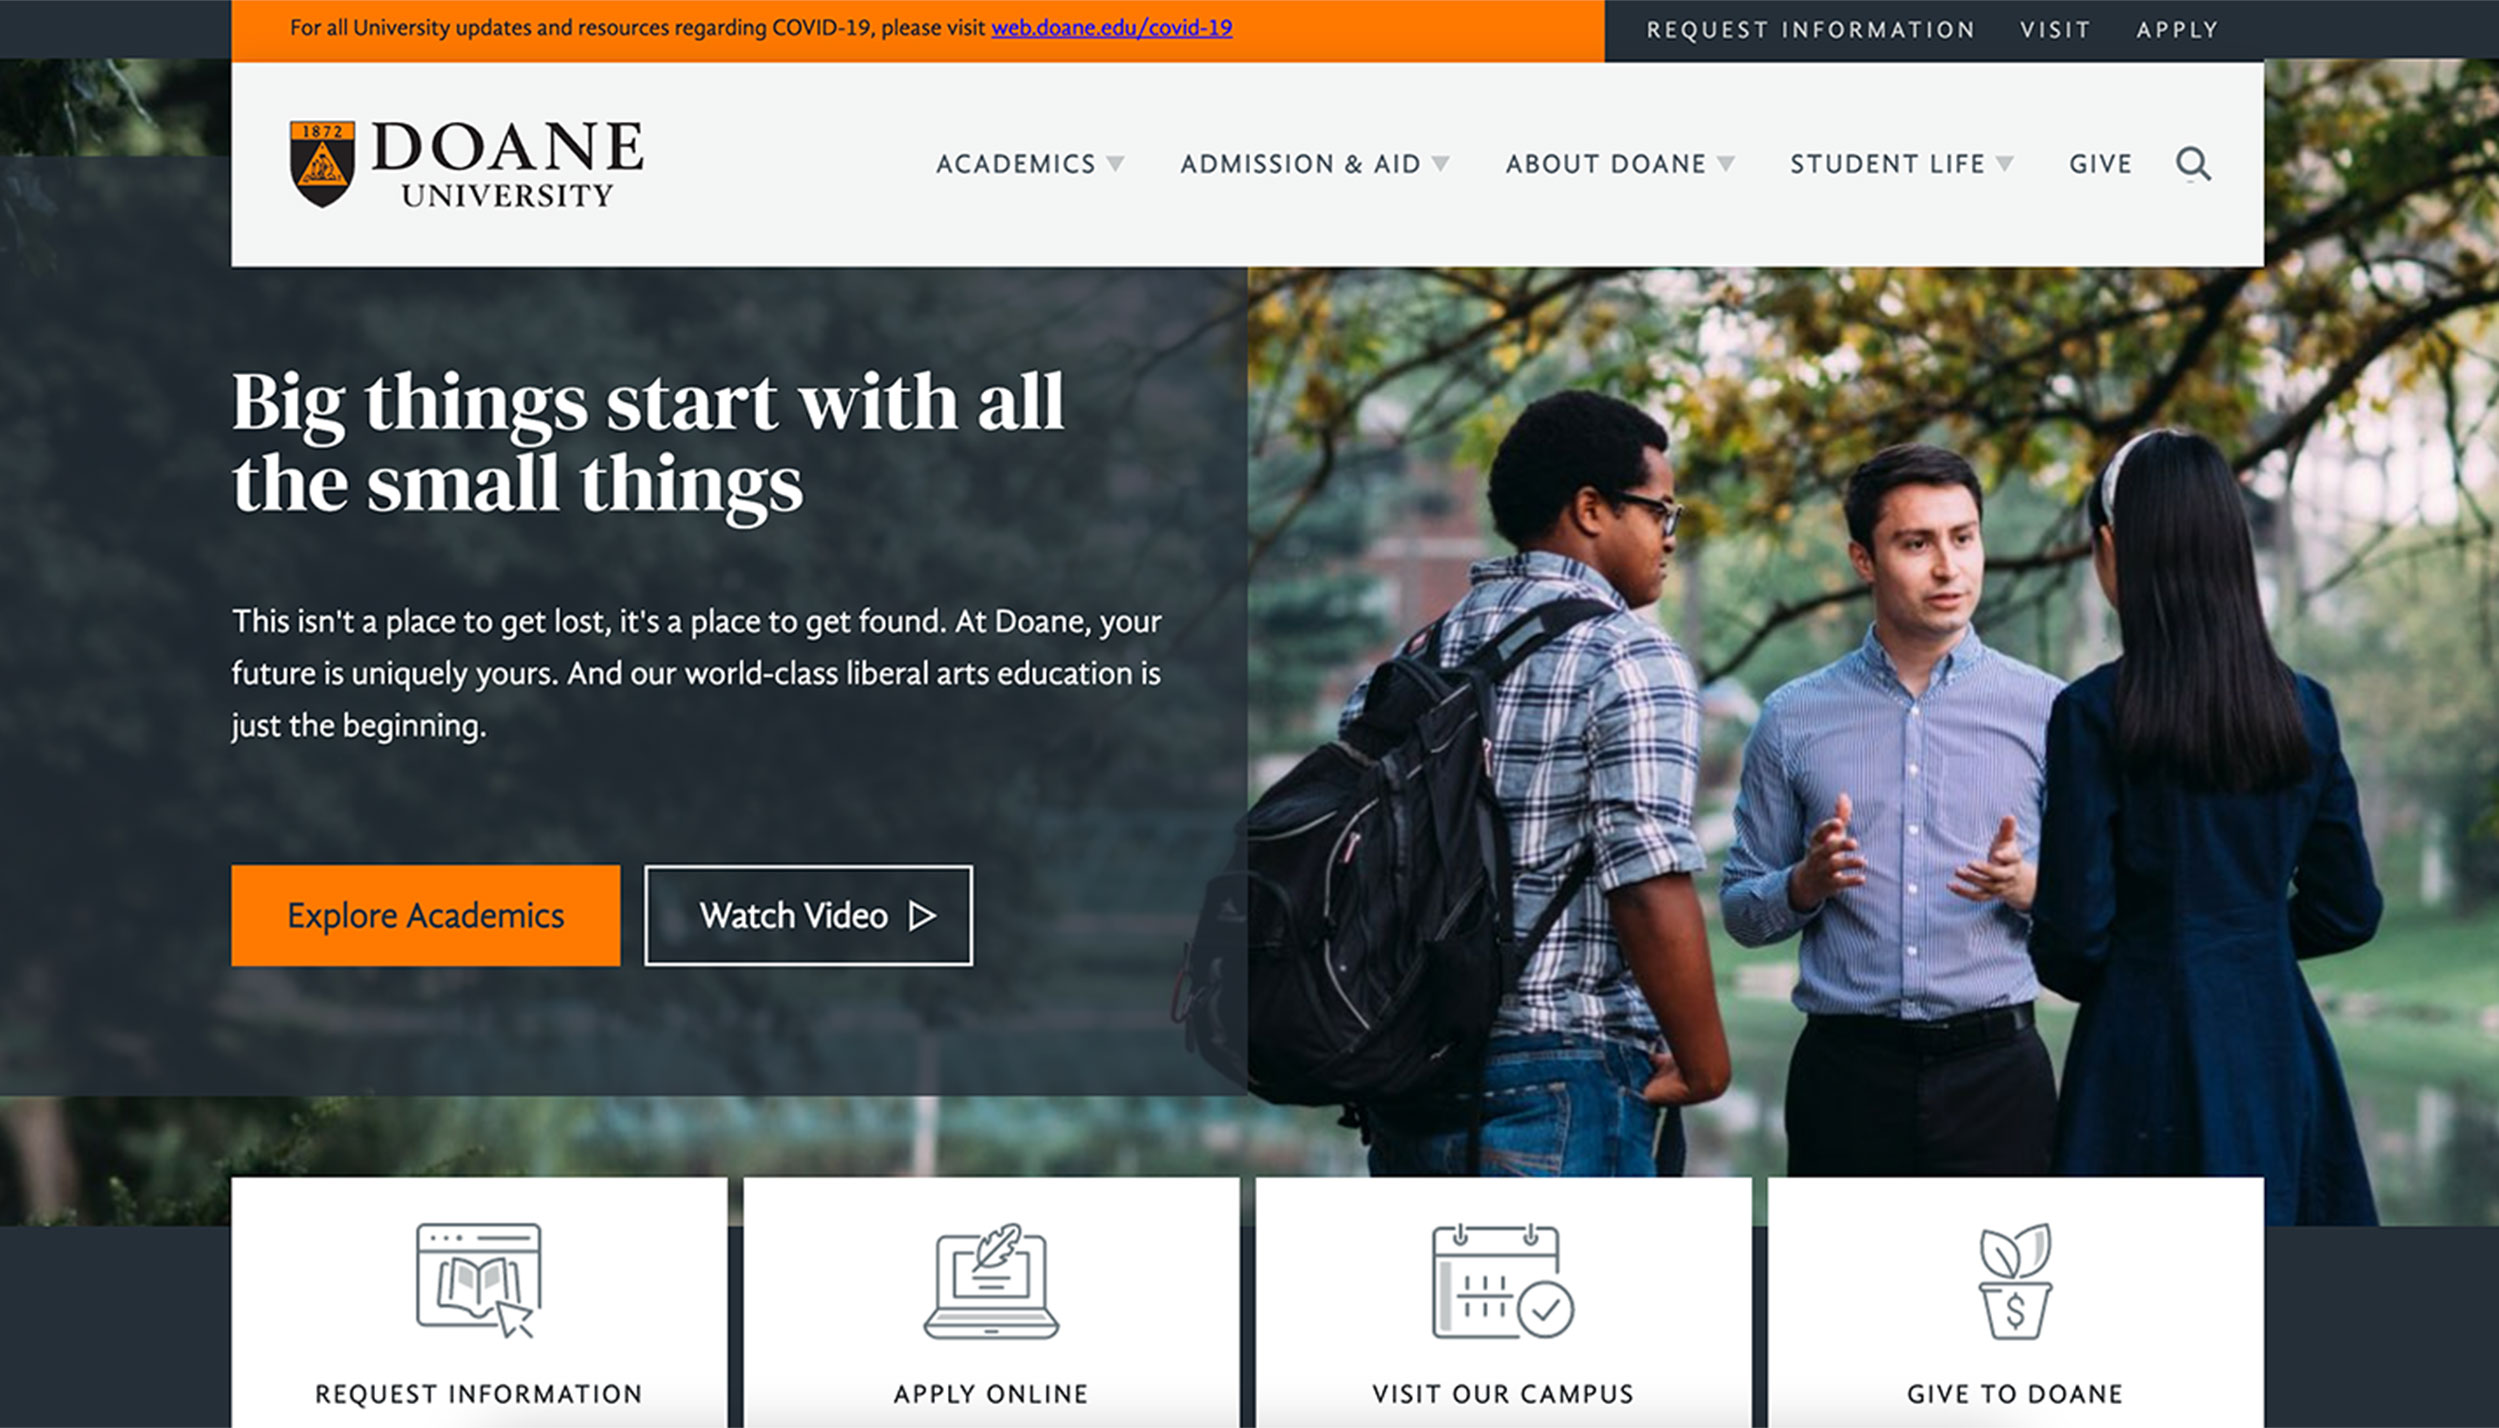 For all University updates and resources regarding COVID-19, please visit web.doane.edu/covid-19
REQUEST INFORMATION VISIT APPLY
1872
DOANE
UNIVERSITY
ACADEMICS ADMISSION & AID ABOUT DOANE STUDENT LIFE GIVE
Big things start with all
the small things
This isn't a place to get lost, it's a place to get found. At Doane, your
future is uniquely yours. And our world-class liberal arts education is
just the beginning.
Explore Academics
Watch Video
$
REQUEST INFORMATION
APPLY ONLINE
VISIT OUR CAMPUS
GIVE TO DOANE